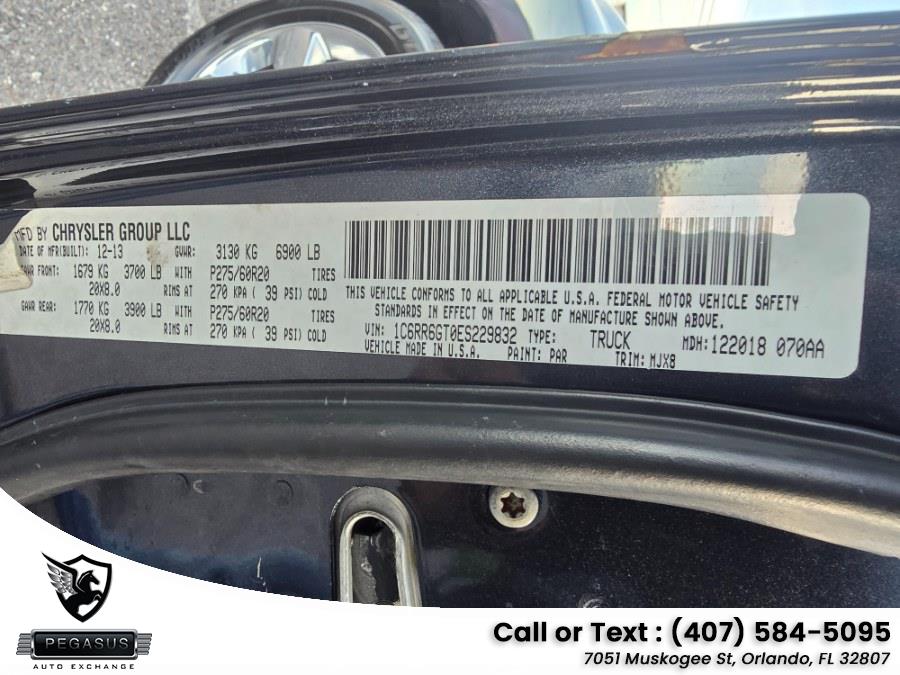 MFD BY CHRYSLER GROUP LLC
DATE OF MFR(BUILT): 12-13 GVWR: 3130 KG 6900 LB
GAWR FRONT: 1679 KG 3700 LB WITH P275/60R20 TIRES
20X8.0 RIMS AT 270 KPA ( 39 PSI) COLD
GAWR REAR: 1770 KG 3900 LB WITH P275/60R20 TIRES
20X8.0 RIMS AT 270 KPA ( 39 PSI) COLD
THIS VEHICLE CONFORMS TO ALL APPLICABLE U.S.A. FEDERAL MOTOR VEHICLE SAFETY
STANDARDS IN EFFECT ON THE DATE OF MANUFACTURE SHOWN ABOVE.
VIN: 1C6RR6GT0ES229832 TYPE: TRUCK MDH: 122018 070AA
VEHICLE MADE IN U.S.A. PAINT: PAR TRIM: MJX8
PEGASUS
AUTO EXCHANGE
Call or Text : (407) 584-5095
7051 Muskogee St, Orlando, FL 32807